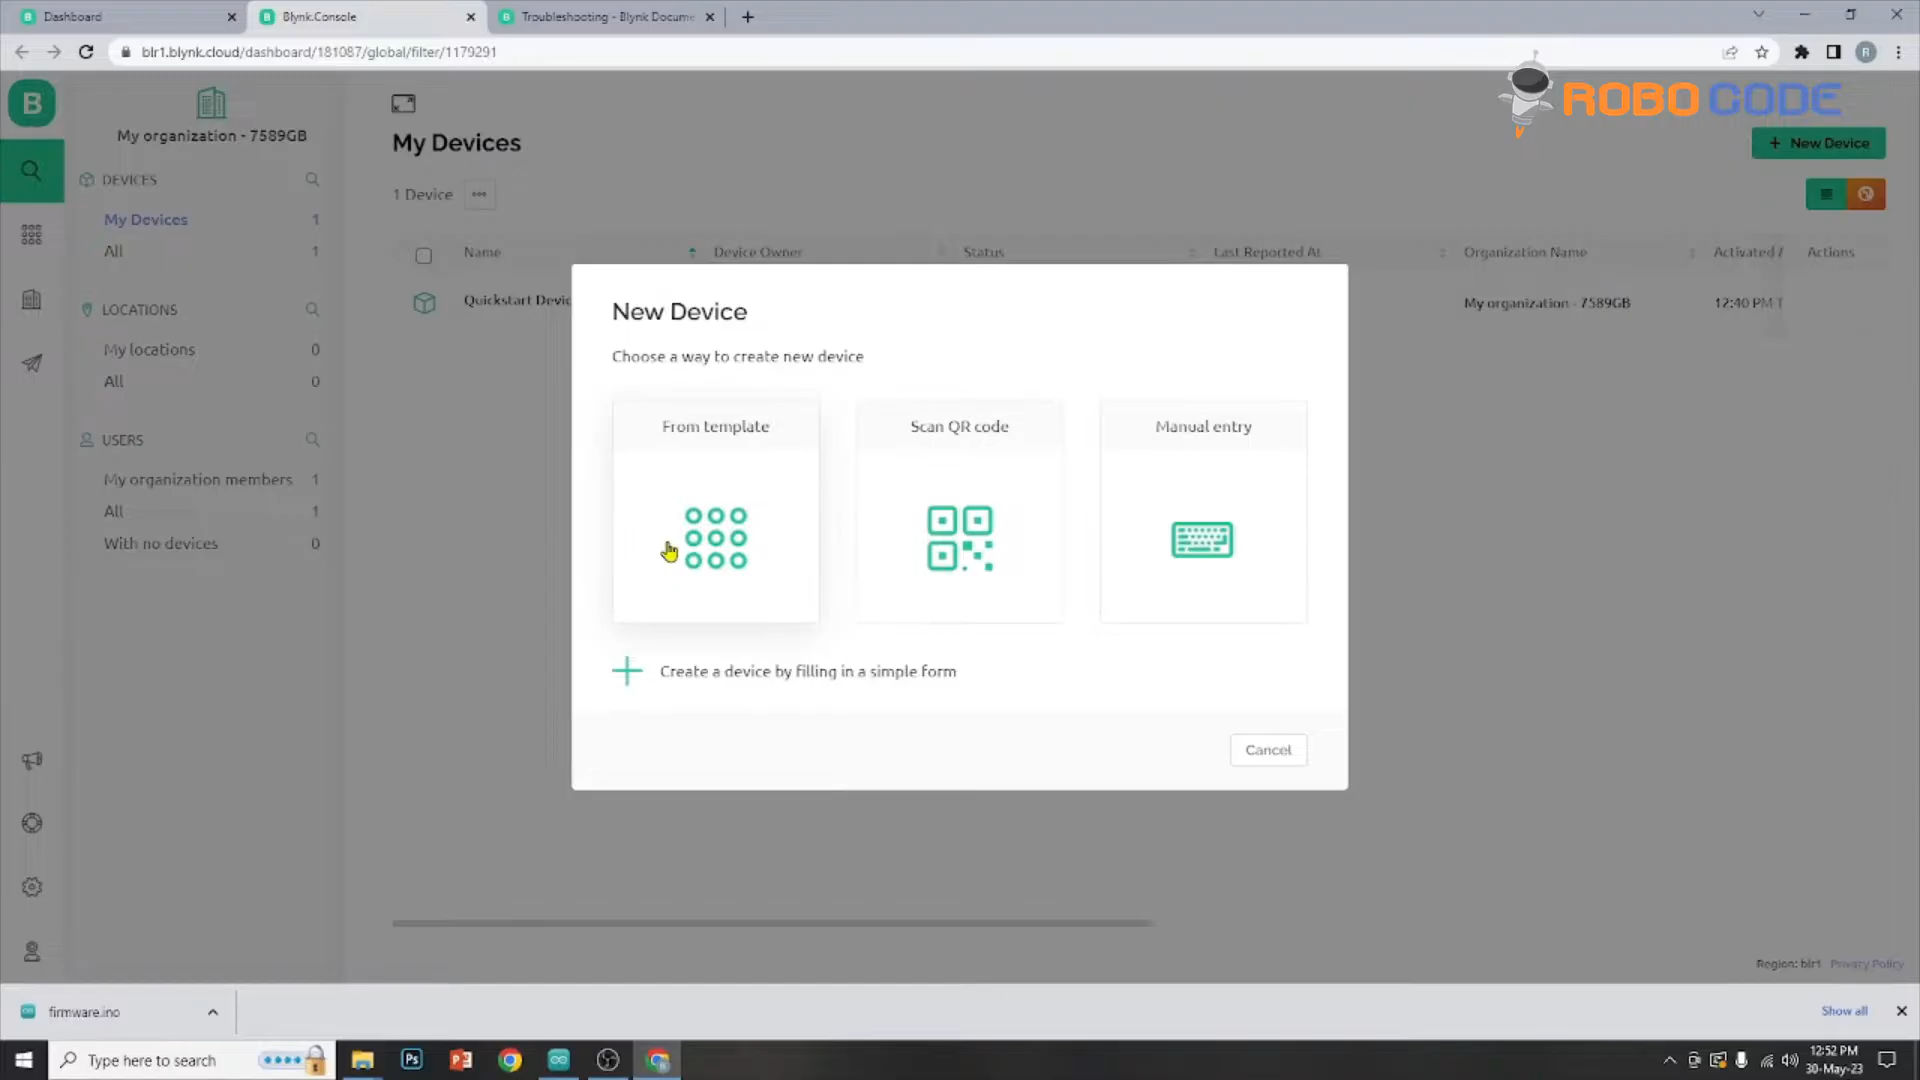 Dashboard
Blynk.Console
Troubleshooting - Blynk Docume
blr1.blynk.cloud/dashboard/181087/global/filter/1179291
R
B
ROBO CODE
My organization - 7589GB
My Devices
+ New Device
DEVICES
1 Device
My Devices 1
All 1
Name
Device Owner
Status
Last Reported At
Organization Name
Activated A
Actions
Quickstart Devic
My organization - 7589GB
12:40 PM T
LOCATIONS
My locations 0
All 0
USERS
My organization members 1
All 1
With no devices 0
New Device
Choose a way to create new device
From template
Scan QR code
Manual entry
Create a device by filling in a simple form
Cancel
Region: blr1 Privacy Policy
firmware.ino
Show all
Type here to search
Ps
12:52 PM
30-May-23